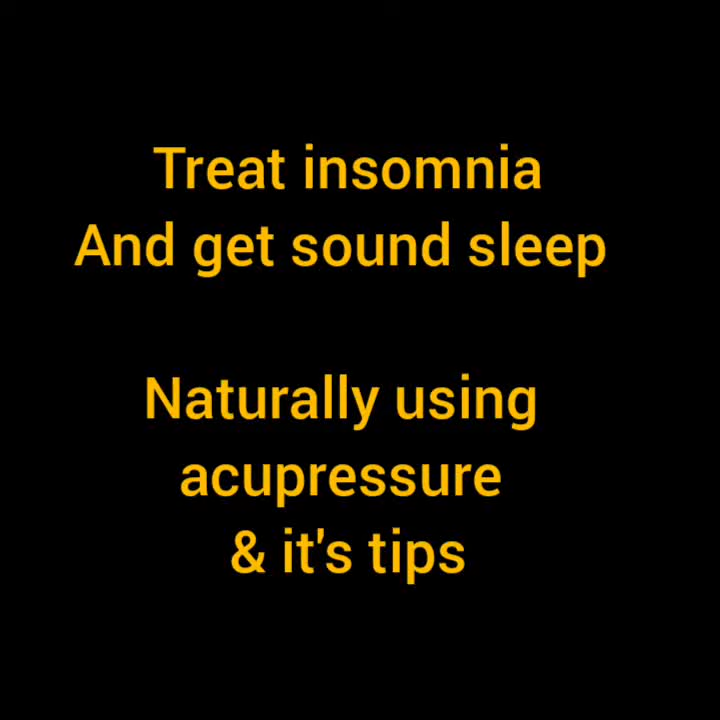 Treat insomnia
And get sound sleep
Naturally using
acupressure
& it's tips